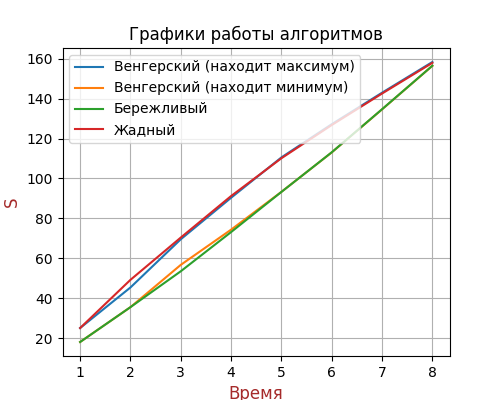 Графики работы алгоритмов
160
140
120
100
80
60
40
20
S
Венгерский (находит максимум)
Венгерский (находит минимум)
Бережливый
Жадный
1 2 3 4 5 6 7 8
Время